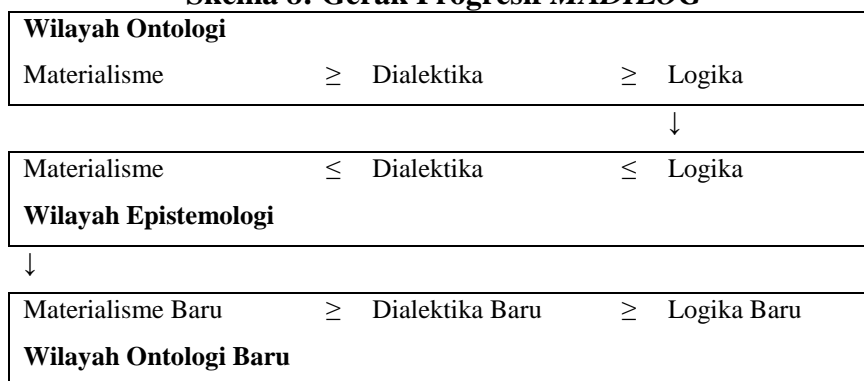 Skema 8: Gerak Progresif MADILOG
Wilayah Ontologi
Materialisme ≥ Dialektika ≥ Logika
↓
Materialisme ≤ Dialektika ≤ Logika
Wilayah Epistemologi
↓
Materialisme Baru ≥ Dialektika Baru ≥ Logika Baru
Wilayah Ontologi Baru